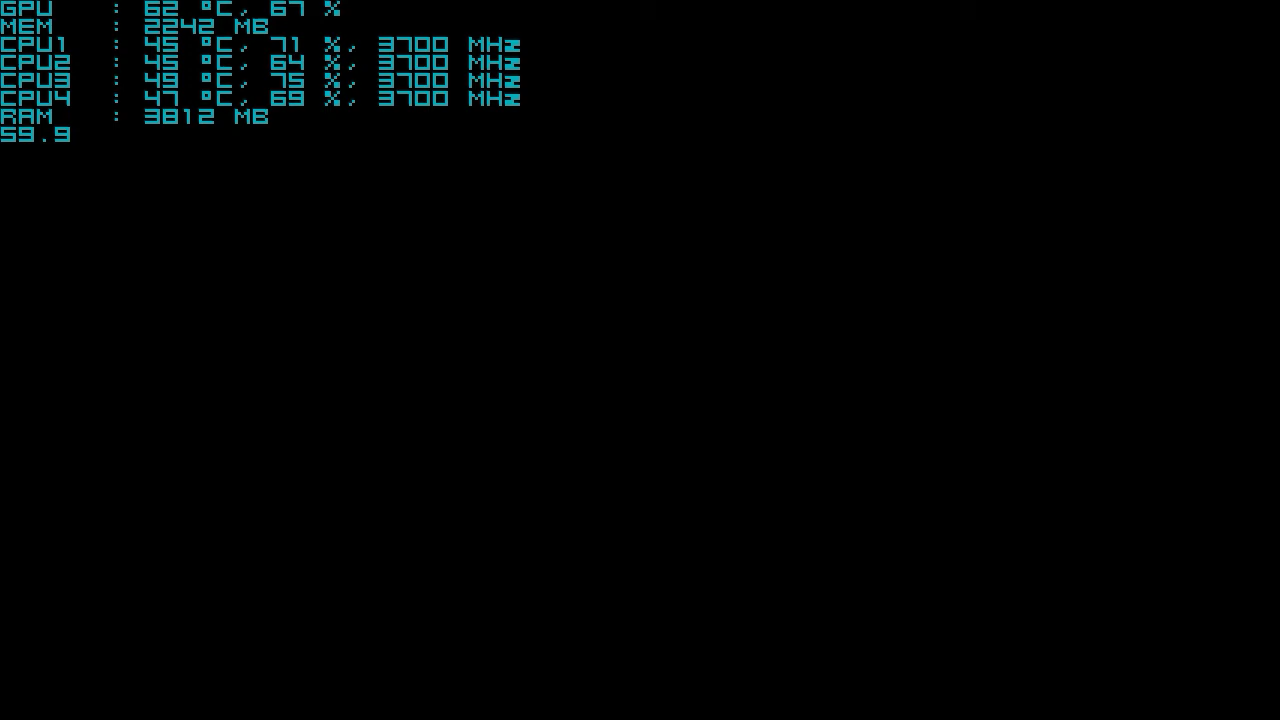 GPU : 62 °C, 67 %
MEM : 2242 MB
CPU1 : 45 °C, 71 %, 3700 MHz
CPU2 : 45 °C, 64 %, 3700 MHz
CPU3 : 49 °C, 75 %, 3700 MHz
CPU4 : 47 °C, 69 %, 3700 MHz
RAM : 3812 MB
59.9